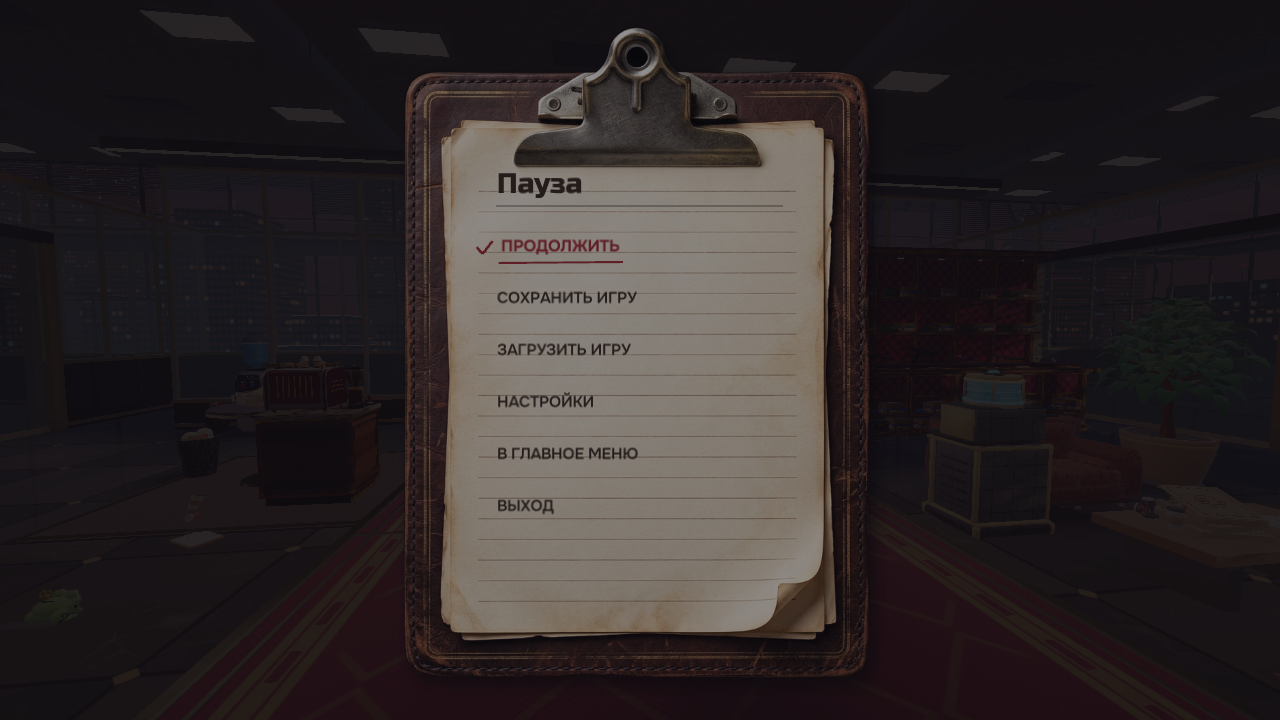 Пауза
ПРОДОЛЖИТЬ
СОХРАНИТЬ ИГРУ
ЗАГРУЗИТЬ ИГРУ
НАСТРОЙКИ
В ГЛАВНОЕ МЕНЮ
ВЫХОД